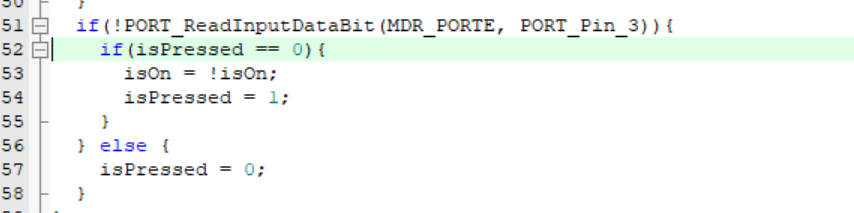 51 if(!PORT_ReadInputDataBit(MDR_PORTE, PORT_Pin_3)){
52 if(isPressed == 0){
53 isOn = !isOn;
54 isPressed = 1;
55 }
56 } else {
57 isPressed = 0;
58 }